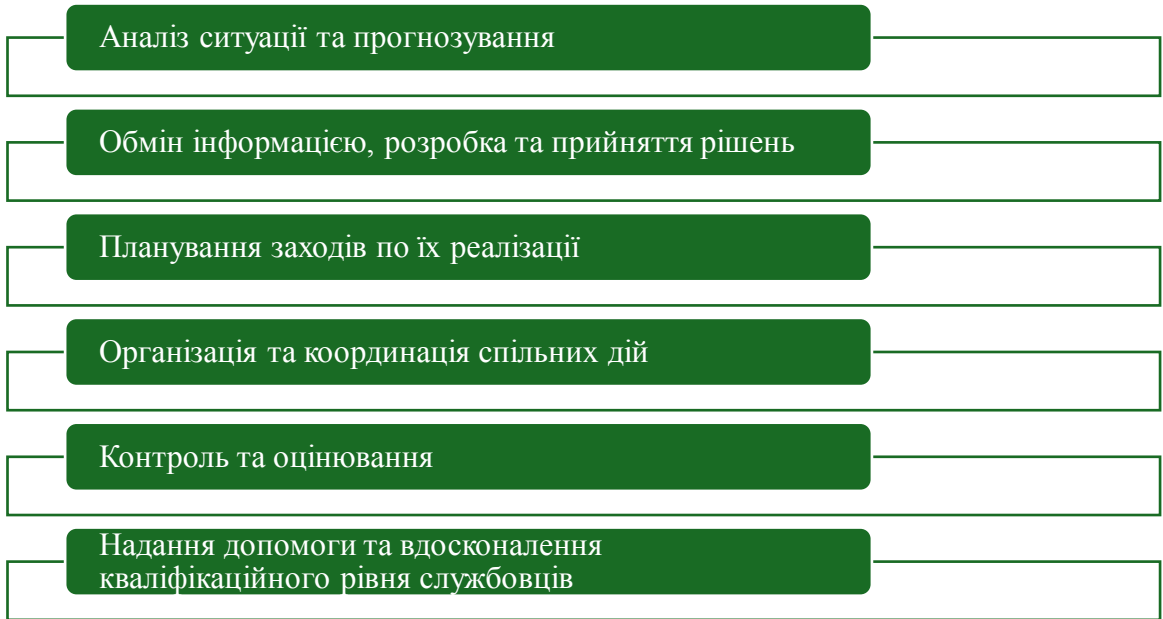 Аналіз ситуації та прогнозування
Обмін інформацією, розробка та прийняття рішень
Планування заходів по їх реалізації
Організація та координація спільних дій
Контроль та оцінювання
Надання допомоги та вдосконалення
кваліфікаційного рівня службовців